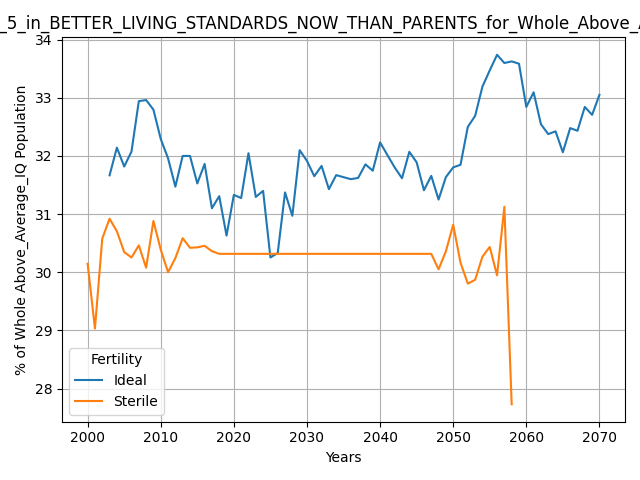 _5_in_BETTER_LIVING_STANDARDS_NOW_THAN_PARENTS_for_Whole_Above_
% of Whole Above_Average_IQ Population
34
33
32
31
30
29
28
Fertility
Ideal
Sterile
2000 2010 2020 2030 2040 2050 2060 2070
Years